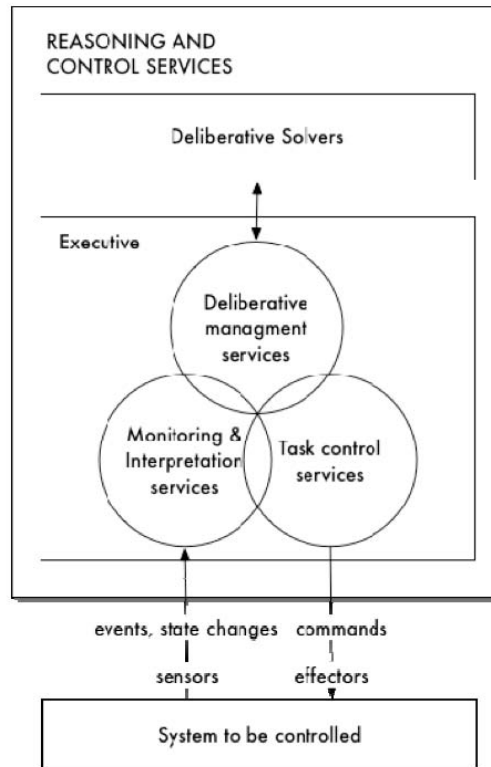 REASONING AND
CONTROL SERVICES
Deliberative Solvers
Executive
Deliberative
managment
services
Monitoring &
Interpretation
services
Task control
services
events, state changes commands
sensors effectors
System to be controlled